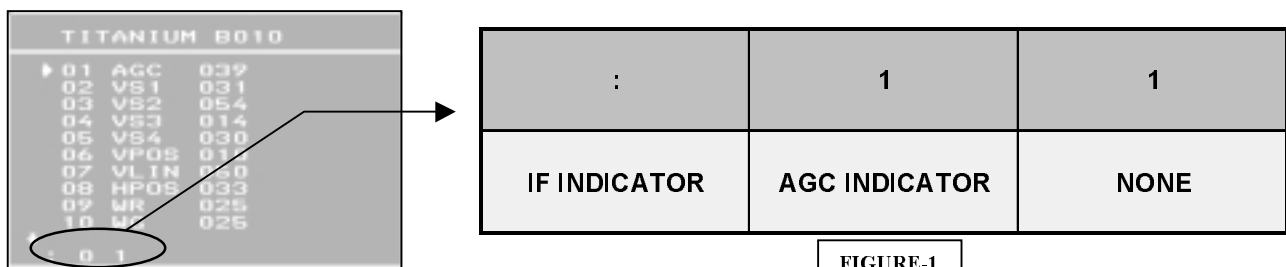 TITANIUM B010
01 AGC 039
02 VS1 031
03 VS2 054
04 VS3 014
05 VS4 030
06 VPOS
07 VLIN 060
08 HPOS 033
09 WR 025
10 WG 025
: 0 1
: 1 1
IF INDICATOR AGC INDICATOR NONE
FIGURE-1